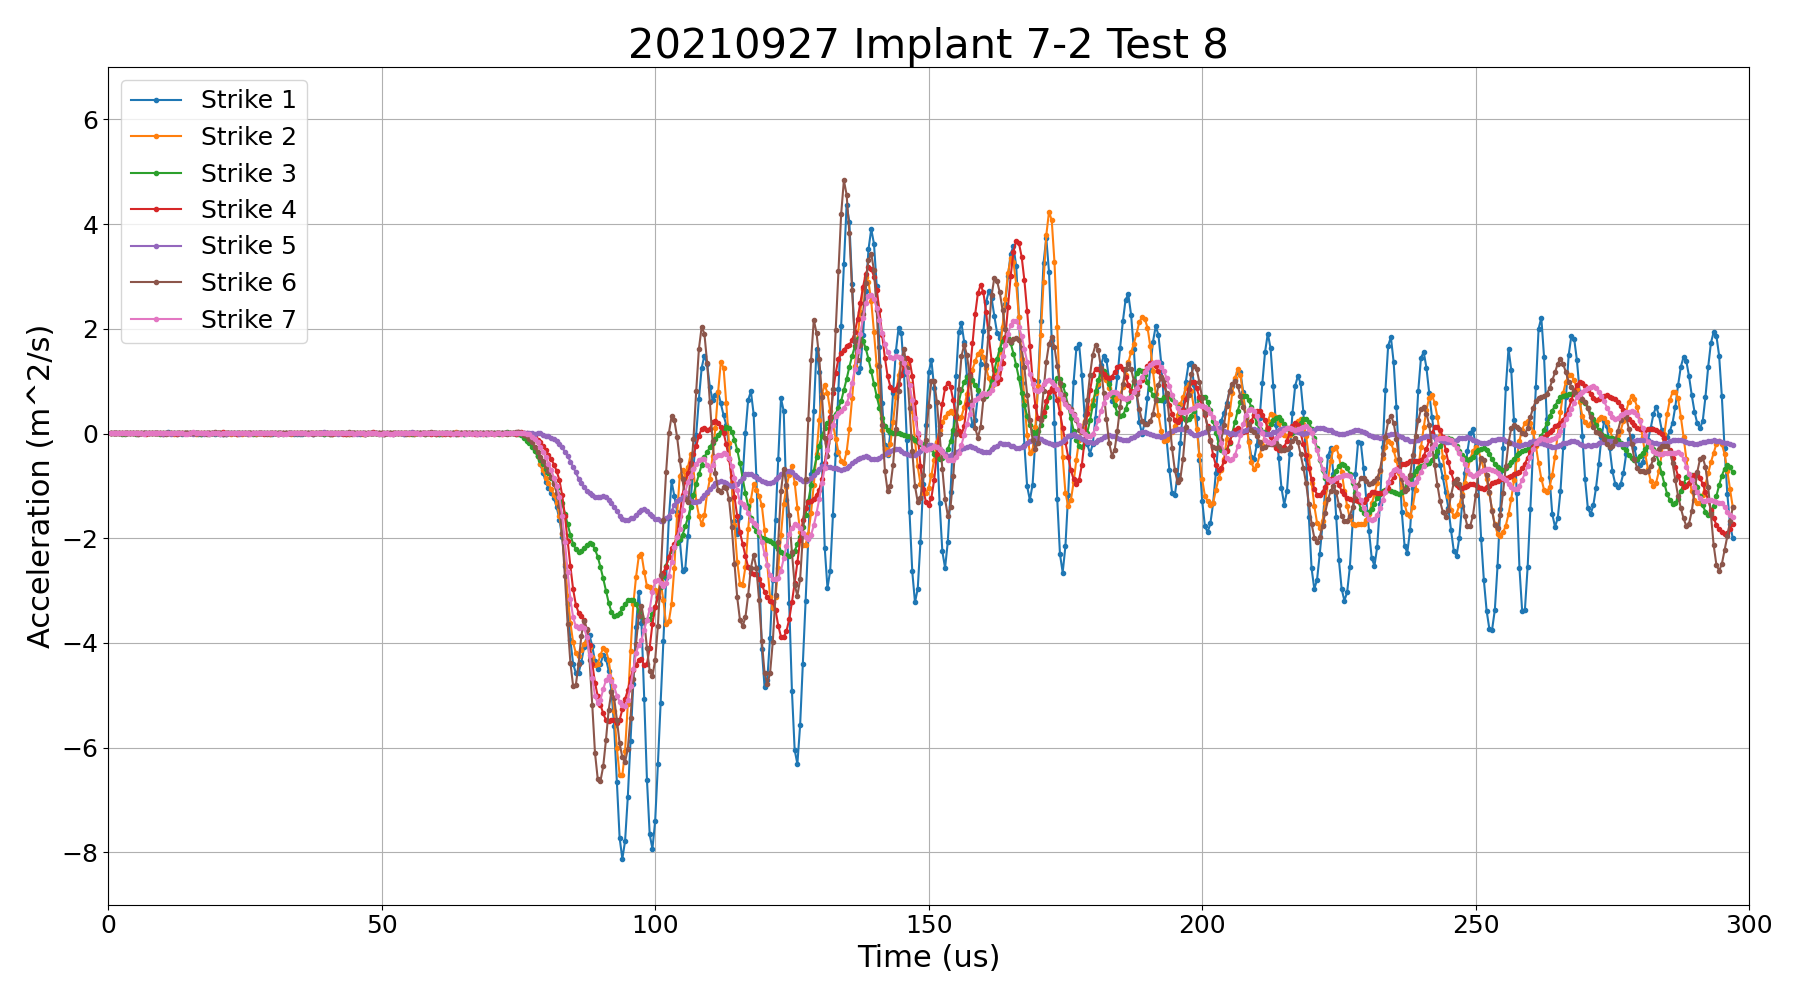 20210927 Implant 7-2 Test 8
Strike 1
Strike 2
Strike 3
Strike 4
Strike 5
Strike 6
Strike 7
Acceleration (m^2/s)
6
4
2
0
−2
−4
−6
−8
0 50 100 150 200 250 300
Time (us)